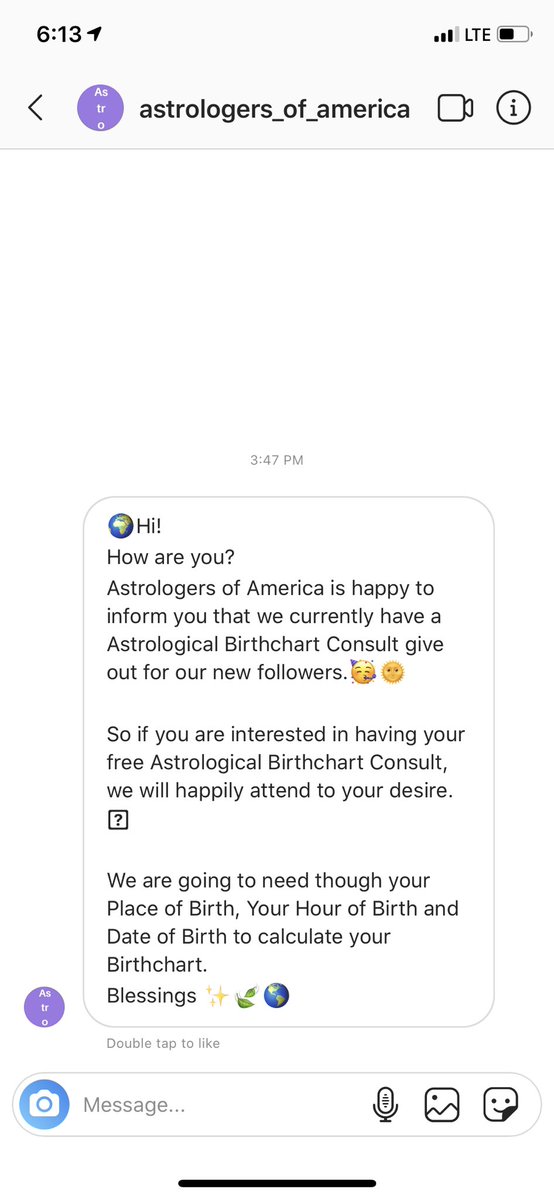 6:13
LTE
As
tr
o
astrologers_of_america
3:47 PM
🌍Hi!
How are you?
Astrologers of America is happy to
inform you that we currently have a
Astrological Birthchart Consult give
out for our new followers.🥳🌞
So if you are interested in having your
free Astrological Birthchart Consult,
we will happily attend to your desire.
?
We are going to need though your
Place of Birth, Your Hour of Birth and
Date of Birth to calculate your
Birthchart.
Blessings ✨🍃🌎
As
tr
o
Double tap to like
Message...